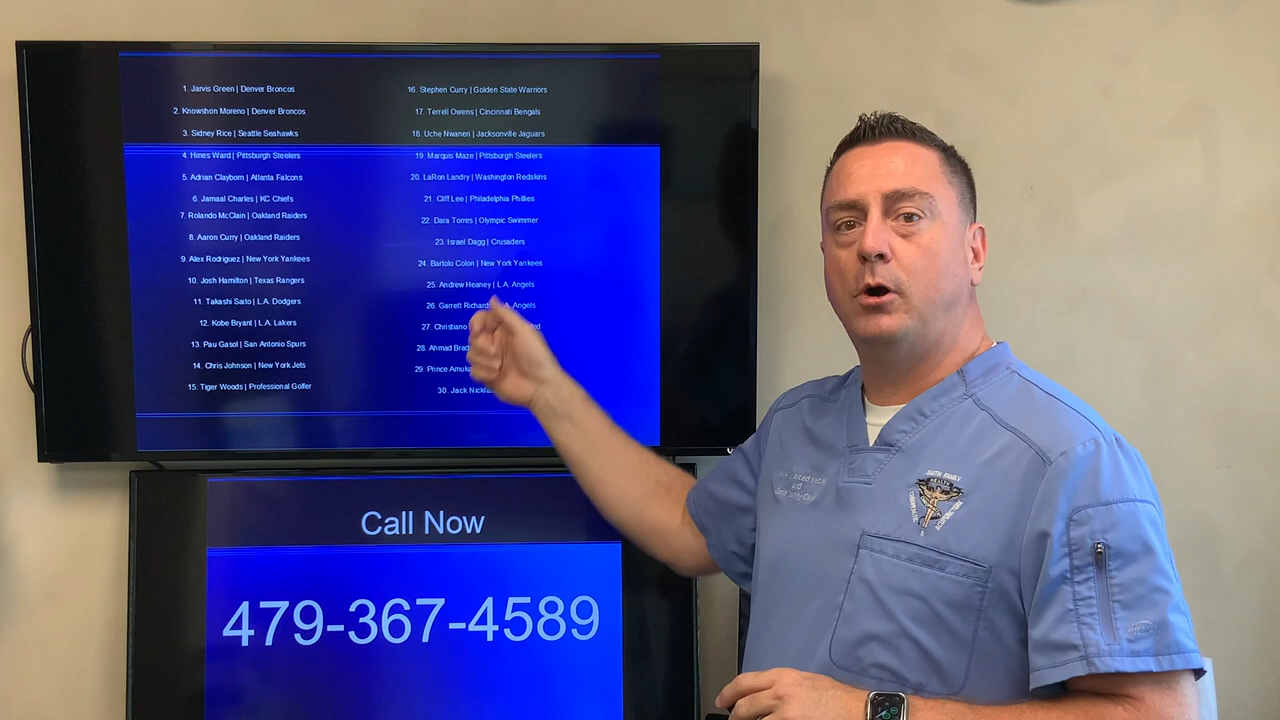 1. Jarvis Green | Denver Broncos
2. Knowshon Moreno | Denver Broncos
3. Sidney Rice | Seattle Seahawks
4. Hines Ward | Pittsburgh Steelers
5. Adrian Clayborn | Atlanta Falcons
6. Jamaal Charles | KC Chiefs
7. Rolando McClain | Oakland Raiders
8. Aaron Curry | Oakland Raiders
9. Alex Rodriguez | New York Yankees
10. Josh Hamilton | Texas Rangers
11. Takashi Saito | L.A. Dodgers
12. Kobe Bryant | L.A. Lakers
13. Pau Gasol | San Antonio Spurs
14. Chris Johnson | New York Jets
15. Tiger Woods | Professional Golfer
16. Stephen Curry | Golden State Warriors
17. Terrell Owens | Cincinnati Bengals
18. Uche Nwaneri | Jacksonville Jaguars
19. Marquis Maze | Pittsburgh Steelers
20. LaRon Landry | Washington Redskins
21. Cliff Lee | Philadelphia Phillies
22. Dara Torres | Olympic Swimmer
23. Israel Dagg | Crusaders
24. Bartolo Colon | New York Yankees
25. Andrew Heaney | L.A. Angels
26. Garrett Richards Angels
27. Christiano
28. Ahmad
29. Prince
30. Jack
Call Now
479-367-4589
SMITH FAMILY
HEALTH
CHIROPRACTIC
&
ACUPUNCTURE